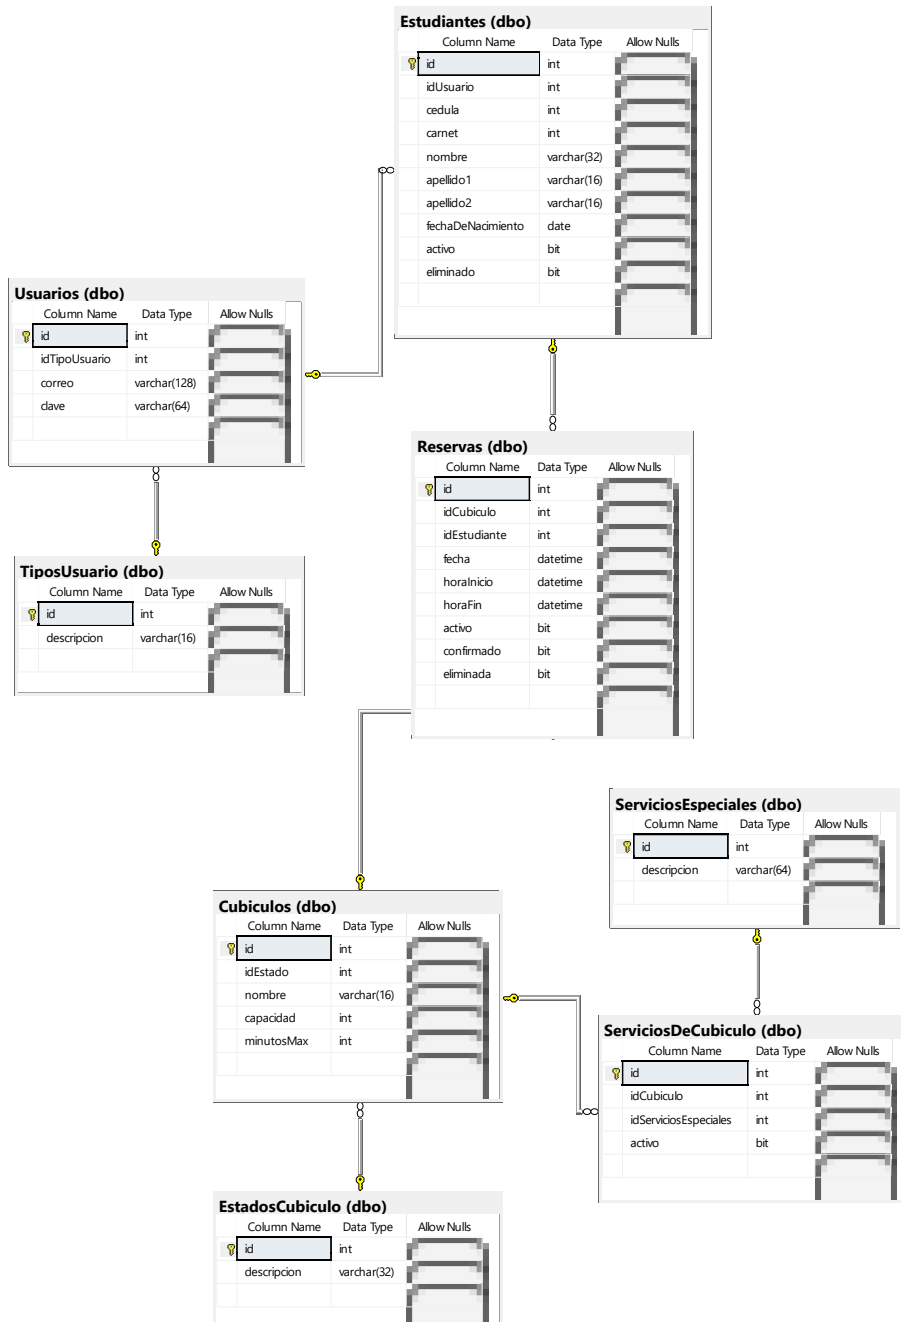 Estudiantes (dbo)
Column Name Data Type Allow Nulls
id int
idUsuario int
cedula int
carnet int
nombre varchar(32)
apellido1 varchar(16)
apellido2 varchar(16)
fechaDeNacimiento date
activo bit
eliminado bit
Usuarios (dbo)
Column Name Data Type Allow Nulls
id int
idTipoUsuario int
correo varchar(128)
clave varchar(64)
Reservas (dbo)
Column Name Data Type Allow Nulls
id int
idCubiculo int
idEstudiante int
fecha datetime
horaInicio datetime
horaFin datetime
activo bit
confirmado bit
eliminada bit
TiposUsuario (dbo)
Column Name Data Type Allow Nulls
id int
descripcion varchar(16)
ServiciosEspeciales (dbo)
Column Name Data Type Allow Nulls
id int
descripcion varchar(64)
Cubiculos (dbo)
Column Name Data Type Allow Nulls
id int
idEstado int
nombre varchar(16)
capacidad int
minutosMax int
ServiciosDeCubiculo (dbo)
Column Name Data Type Allow Nulls
id int
idCubiculo int
idServiciosEspeciales int
activo bit
EstadosCubiculo (dbo)
Column Name Data Type Allow Nulls
id int
descripcion varchar(32)